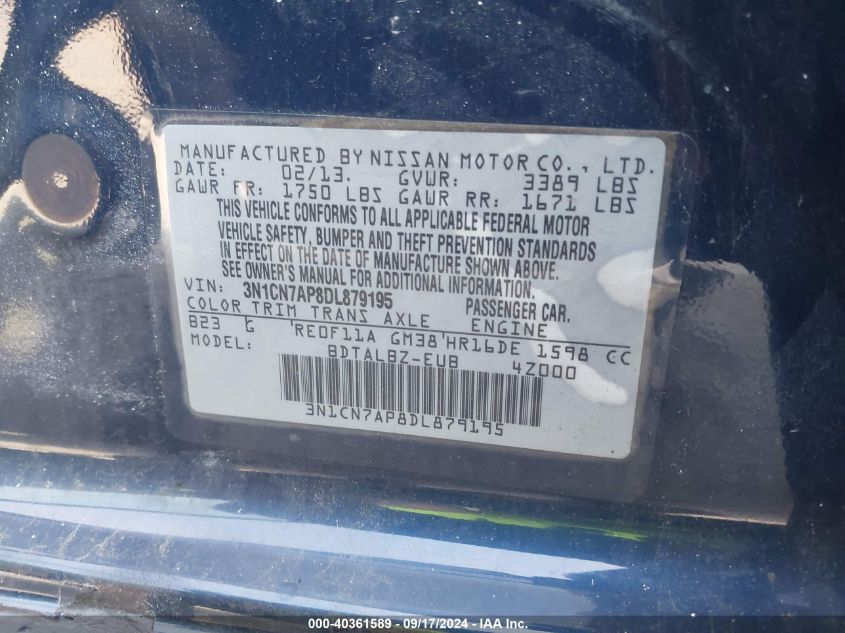 MANUFACTURED BY NISSAN MOTOR CO., LTD.
DATE: 02/13. GVWR: 3389 LBS
GAWR FR: 1750 LBS GAWR RR: 1671 LBS
THIS VEHICLE CONFORMS TO ALL APPLICABLE FEDERAL MOTOR
VEHICLE SAFETY, BUMPER AND THEFT PREVENTION STANDARDS
IN EFFECT ON THE DATE OF MANUFACTURE SHOWN ABOVE.
SEE OWNER'S MANUAL FOR ADDITIONAL INFORMATION.
VIN: 3N1CN7AP8DL879195 PASSENGER CAR.
COLOR TRIM TRANS AXLE ENGINE
B23 G 'RE0F11A GM38'HR16DE 1598 CC
MODEL: BDTALBZ-EUB 4Z000
3N1CN7AP8DL879195
000-40361589 - 09/17/2024 - IAA Inc.